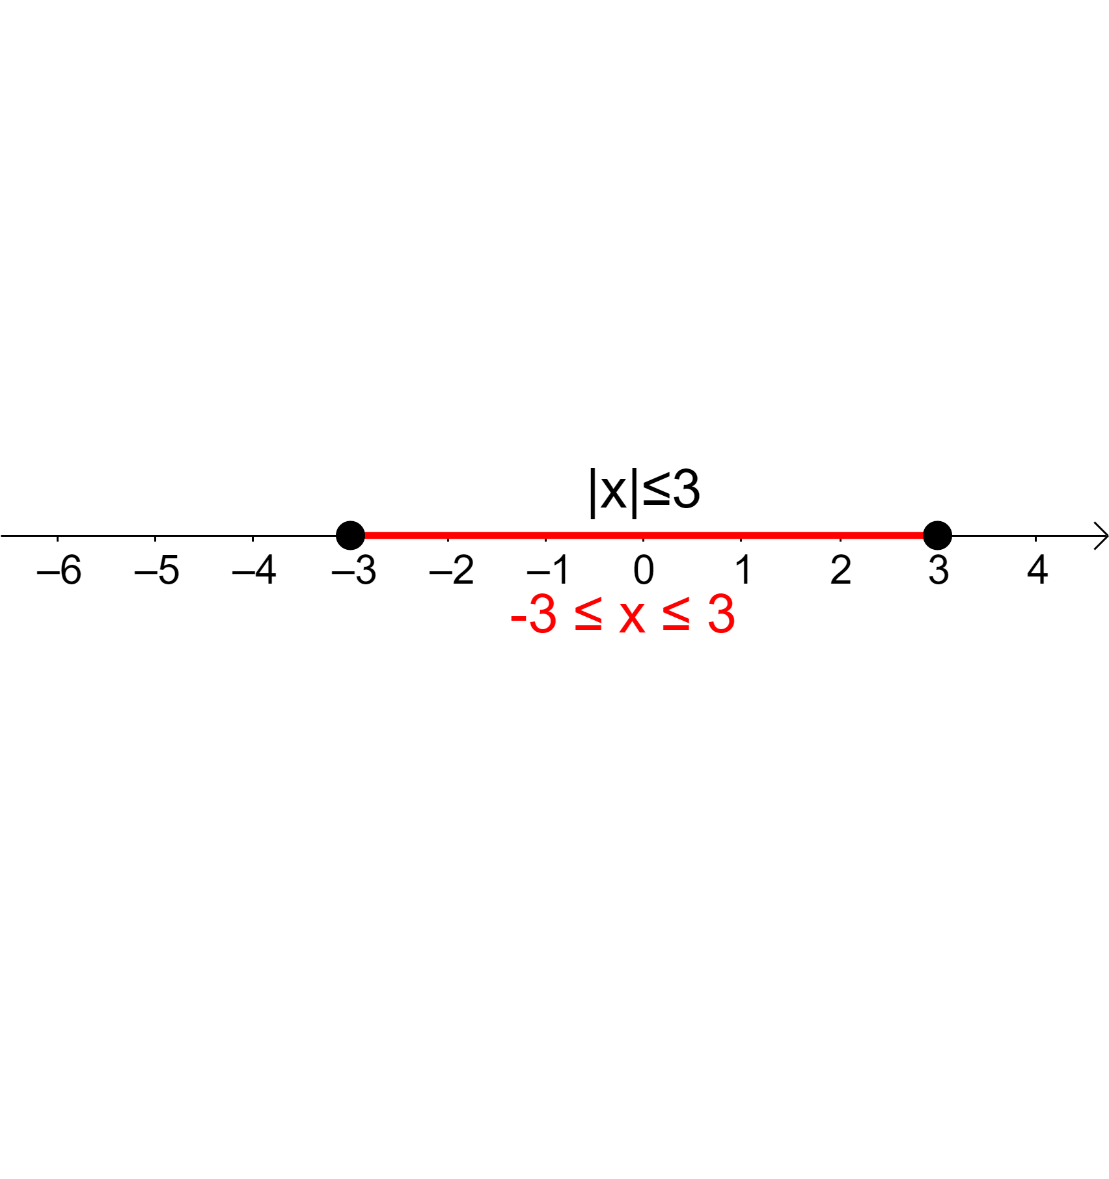 |x|≤3
–6 –5 –4 –3 –2 –1 0 1 2 3 4
-3 ≤ x ≤ 3